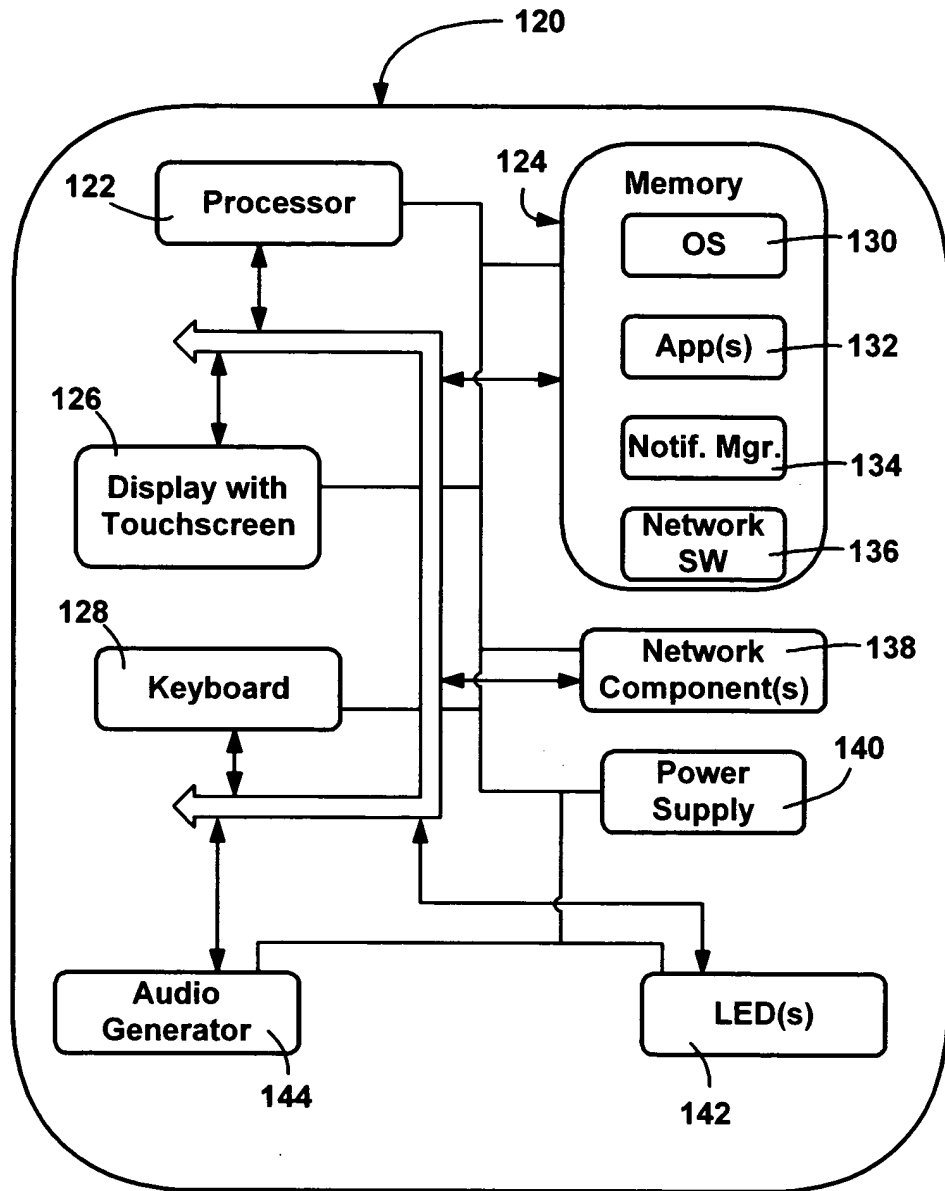 120
122
Processor
124
Memory
OS
130
App(s)
132
Notif. Mgr.
134
Network
SW
136
126
Display with
Touchscreen
128
Keyboard
Network
Component(s)
138
Power
Supply
140
Audio
Generator
144
LED(s)
142